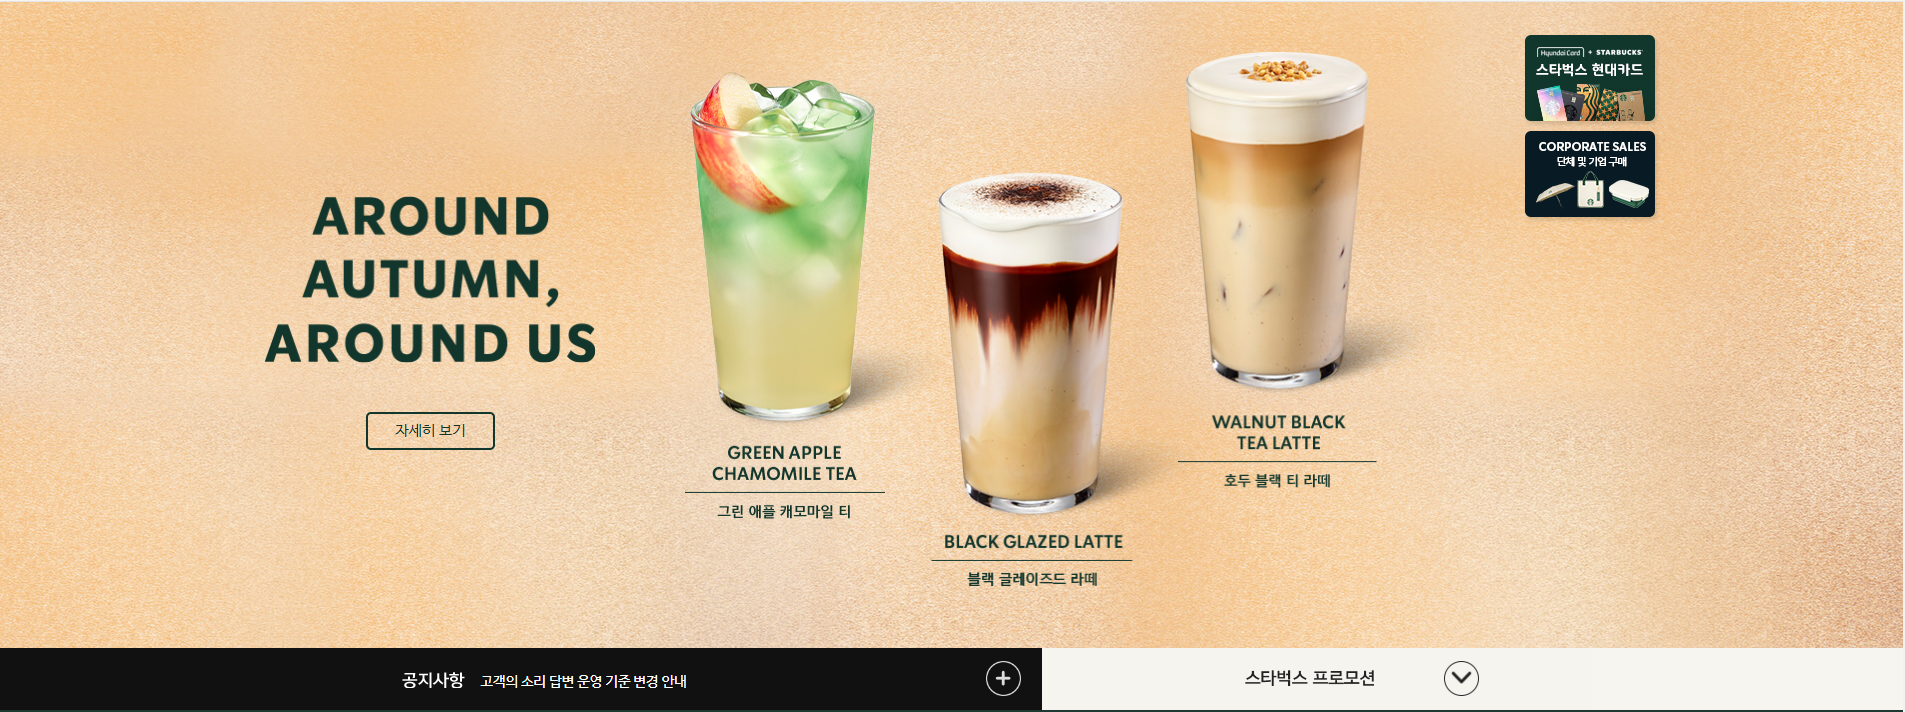 AROUND
AUTUMN,
AROUND US
자세히 보기
GREEN APPLE
CHAMOMILE TEA
그린 애플 캐모마일 티
BLACK GLAZED LATTE
블랙 글레이즈드 라떼
WALNUT BLACK
TEA LATTE
호두 블랙 티 라떼
HyundaiCard + STARBUCKS
스타벅스 현대카드
CORPORATE SALES
단체 및 기업 구매
공지사항 고객의 소리 답변 운영 기준 변경 안내
스타벅스 프로모션